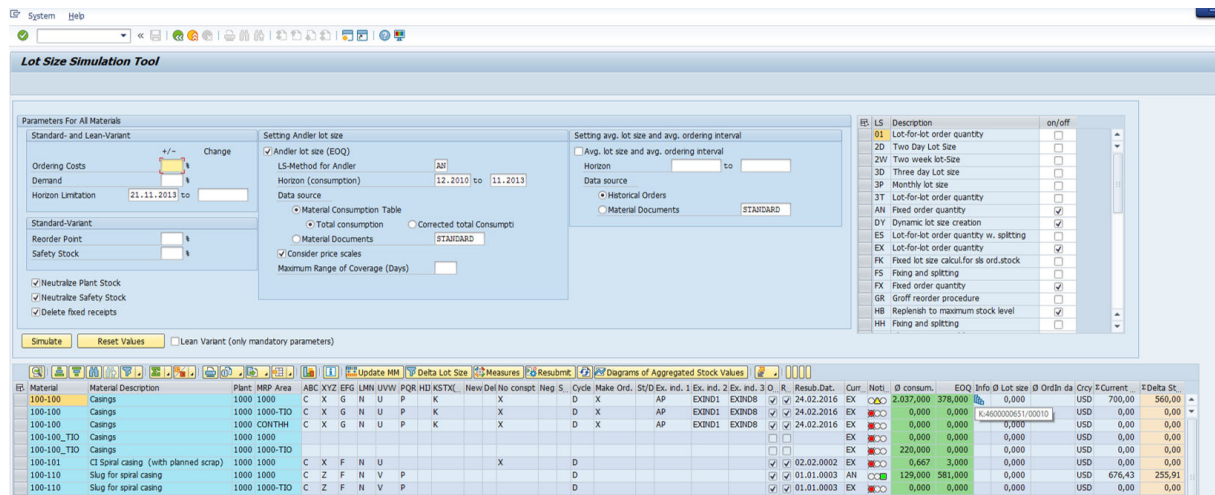 System Help
Lot Size Simulation Tool
Parameters For All Materials
Standard- and Lean-Variant
+/- Change
Ordering Costs %
Demand %
Horizon Limitation 21.11.2013 to
Standard-Variant
Reorder Point %
Safety Stock %
Neutralize Plant Stock
Neutralize Safety Stock
Delete fixed receipts
Setting Andler lot size
Andler lot size (EOQ)
LS-Method for Andler AN
Horizon (consumption) 12.2010 to 11.2013
Data source
Material Consumption Table
Total consumption Corrected total Consumpti
Material Documents STANDARD
Consider price scales
Maximum Range of Coverage (Days)
Setting avg. lot size and avg. ordering interval
Avg. lot size and avg. ordering interval
Horizon to
Data source
Historical Orders
Material Documents STANDARD
LS Description on/off
01 Lot-for-lot order quantity
2D Two Day Lot Size
2W Two week lot-Size
3D Three day Lot size
3P Monthly lot size
3T Lot-for-lot order quantity
AN Fixed order quantity
DY Dynamic lot size creation
ES Lot-for-lot order quantity w. splitting
EX Lot-for-lot order quantity
FK Fixed lot size calcul.for sls ord.stock
FS Fixing and splitting
FX Fixed order quantity
GR Groff reorder procedure
HB Replenish to maximum stock level
HH Fixing and splitting
Simulate Reset Values Lean Variant (only mandatory parameters)
Update MM Delta Lot Size Measures Resubmt Diagrams of Aggregated Stock Values
Material Material Description Plant MRP Area ABC XYZ EFG LMN UVW PQR HIJ KSTX(_ New Del No conspt Neg S_ Cycle Make Ord. St/D Ex. ind. 1 Ex. ind. 2 Ex. ind. 3 O_ R_ Resub.Dat. Curr_ Noti_ Ø consum. EOQ Info Ø Lot size Ø OrdIn da Crcy ΣCurrent ... ΣDelta St...
100-100 Casings 1000 1000 C X G N U P K X D X AP EXIND1 EXIND8 24.02.2016 EX 2.037,000 378,000 0,000 USD 700,00 560,00
100-100 Casings 1000 1000-TIO C X G N U P K X D X AP EXIND1 EXIND8 24.02.2016 EX 0,000 0,000 USD 0,00 0,00
K:4600000651/00010
100-100 Casings 1000 CONTHH C X G N U P K X D X AP EXIND1 EXIND8 24.02.2016 EX 0,000 0,000 0,000 USD 0,00 0,00
100-100_TIO Casings 1000 1000 EX 0,000 0,000 0,000 USD 0,00 0,00
100-100_TIO Casings 1000 1000-TIO EX 220,000 0,000 0,000 USD 0,00 0,00
100-101 CI Spiral casing (with planned scrap) 1000 1000 C X F N U X D 02.02.0002 EX 0,667 3,000 0,000 USD 0,00 0,00
100-110 Slug for spiral casing 1000 1000 C Z F N V P D 01.01.0003 AN 129,000 581,000 0,000 USD 676,43 255,91
100-110 Slug for spiral casing 1000 1000-TIO C Z F N V P D 01.01.0003 EX 0,000 0,000 0,000 USD 0,00 0,00